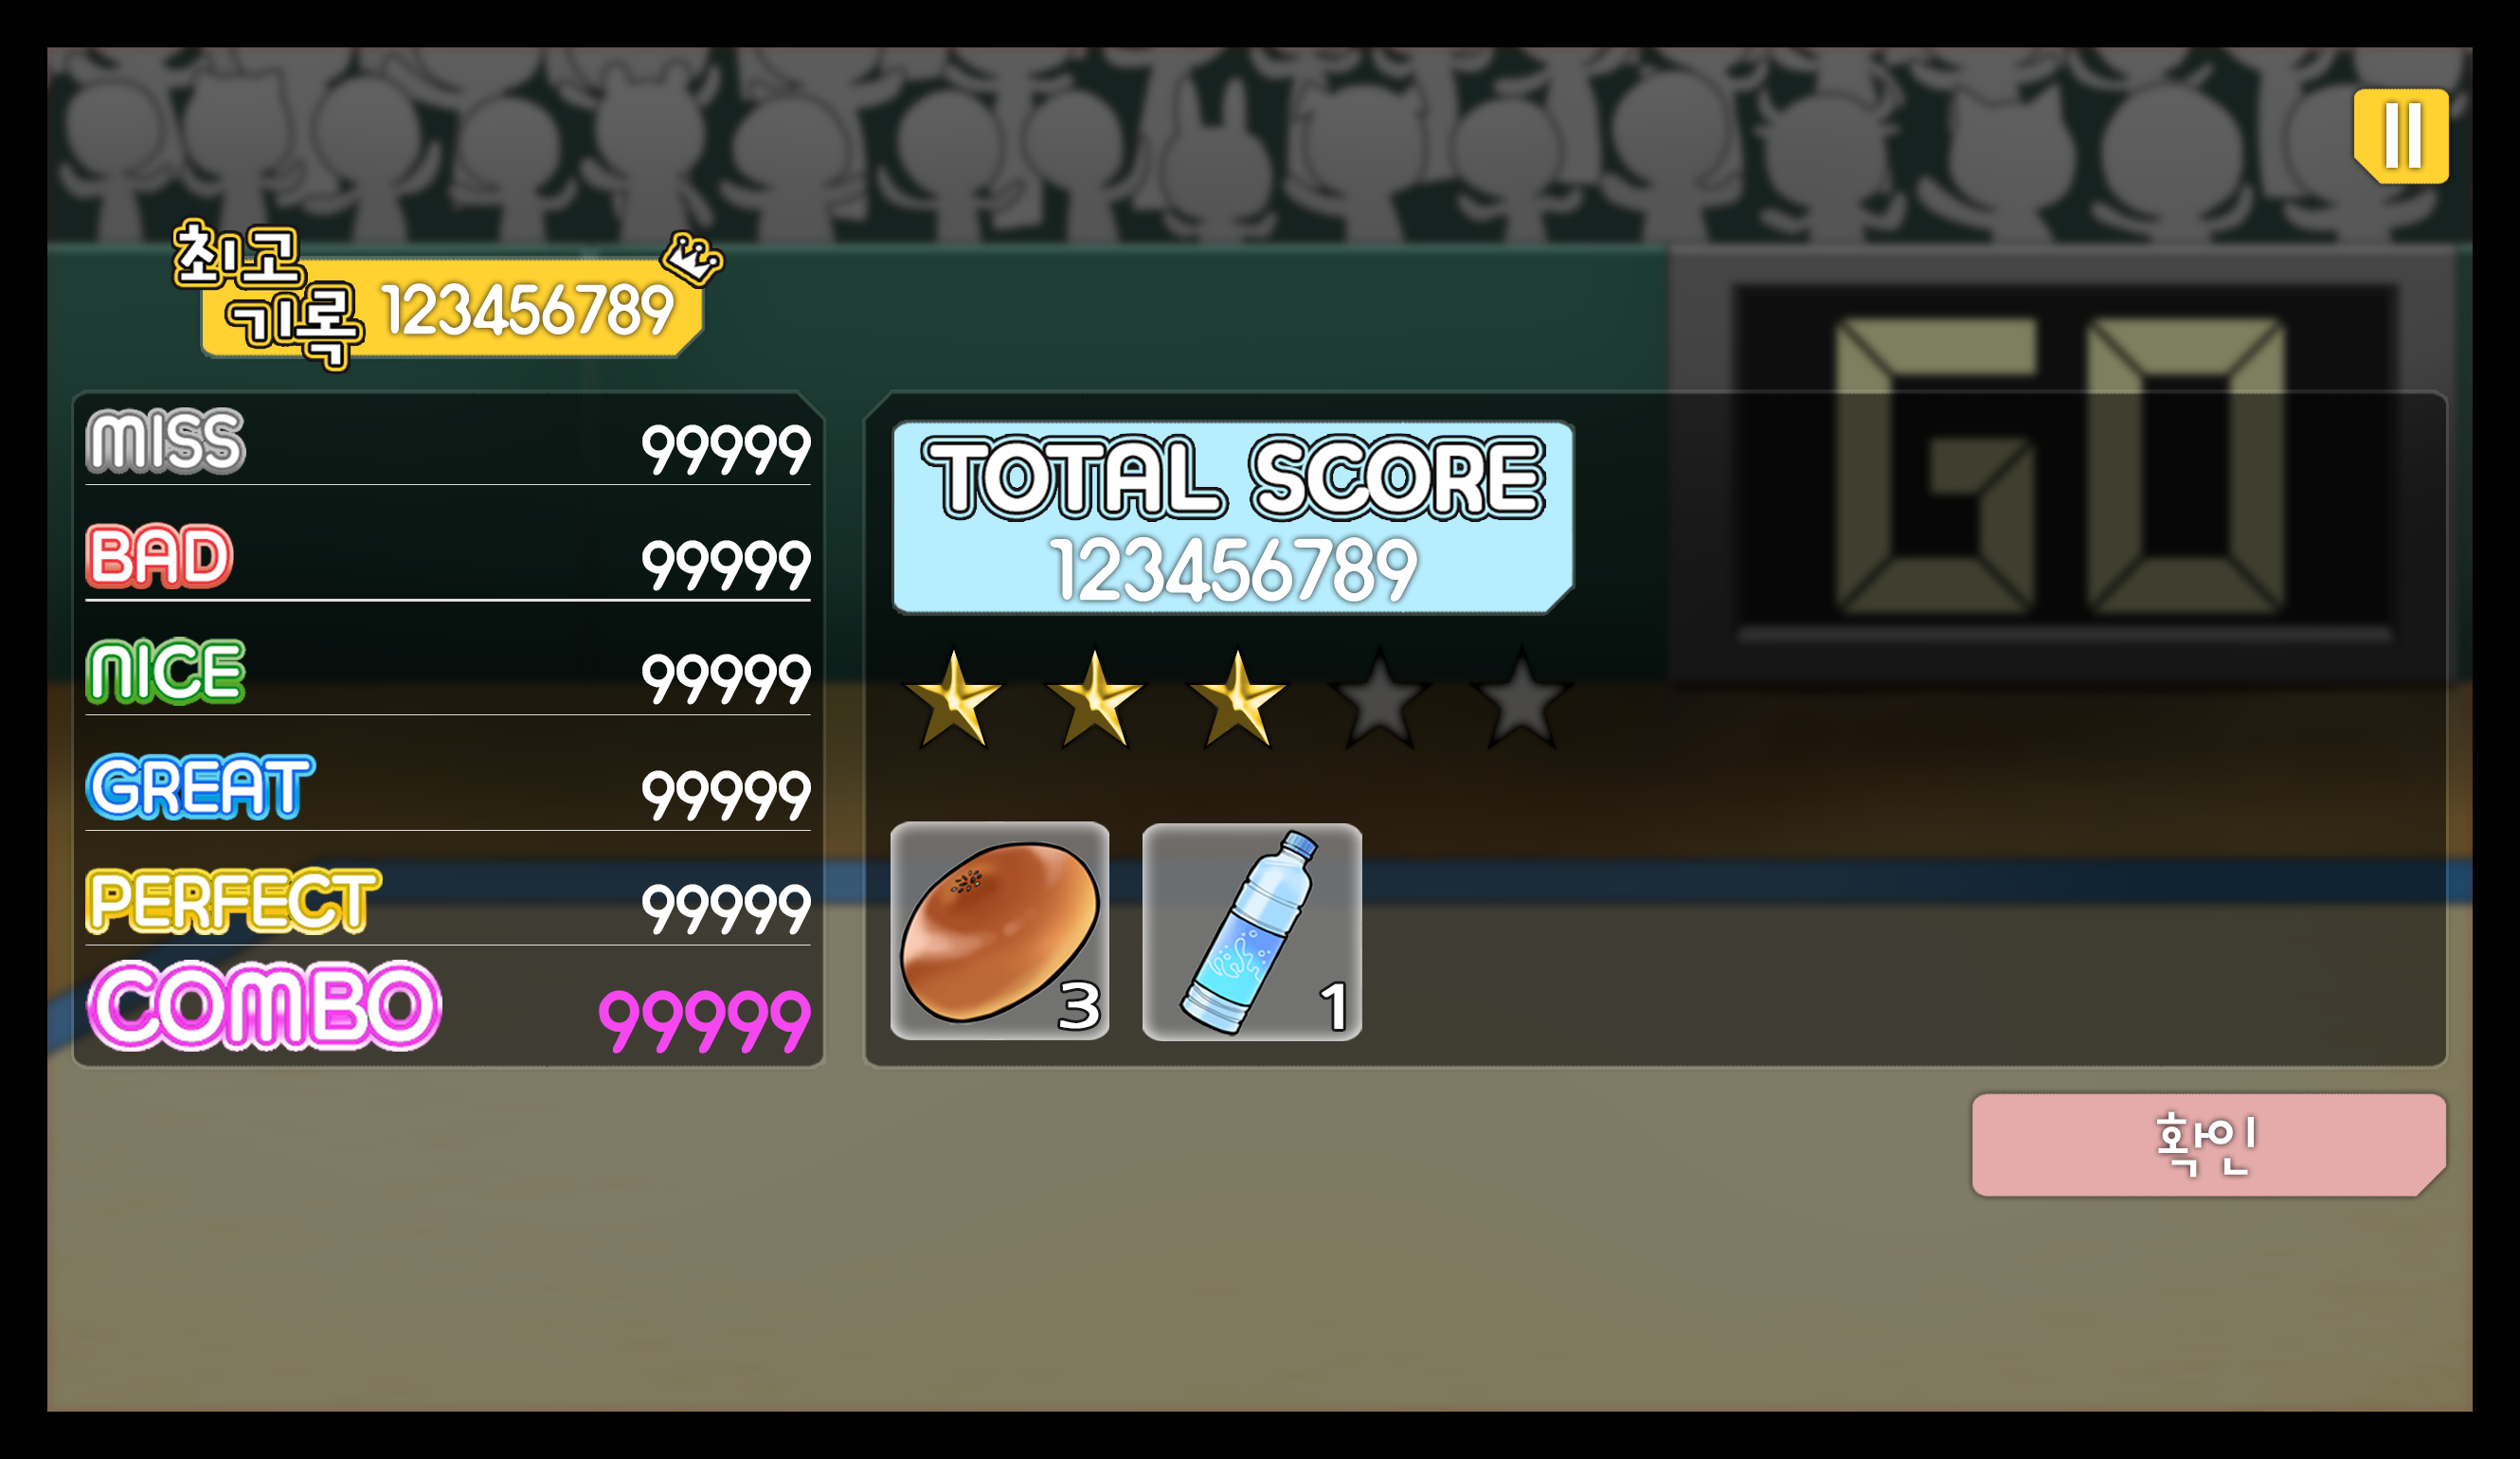 최고
기록 123456789
GO
MISS 99999
BAD 99999
NICE 99999
GREAT 99999
PERFECT 99999
COMBO 99999
TOTAL SCORE
123456789
3
1
확인